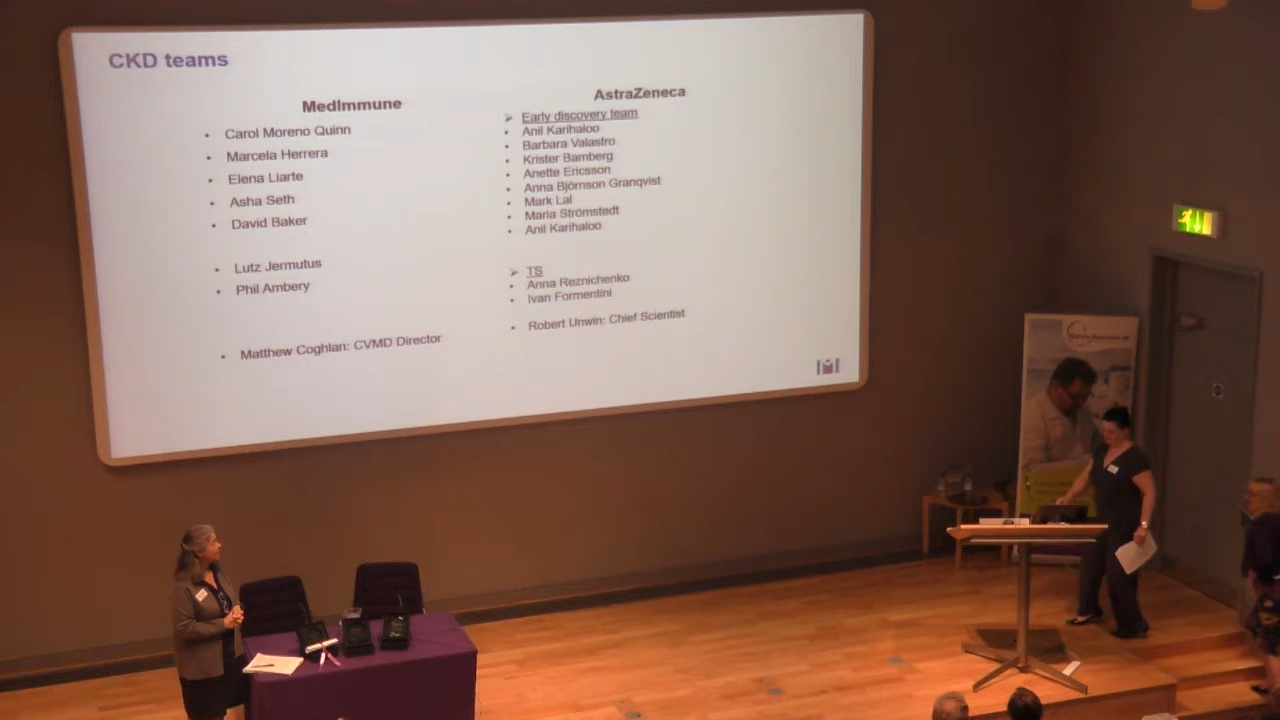 CKD teams
MedImmune
• Carol Moreno Quinn
• Marcela Herrera
• Elena Liarte
• Asha Seth
• David Baker
• Lutz Jermutus
• Phil Ambery
• Matthew Coghlan: CVMD Director
AstraZeneca
➢ Early discovery team
• Anil Karihaloo
• Barbara Valastro
• Krister Bamberg
• Anette Ericsson
• Anna Björnson Granqvist
• Mark Lal
• Maria Strömstedt
• Anil Karihaloo
➢ TS
• Anna Reznichenko
• Ivan Formentini
• Robert Unwin: Chief Scientist